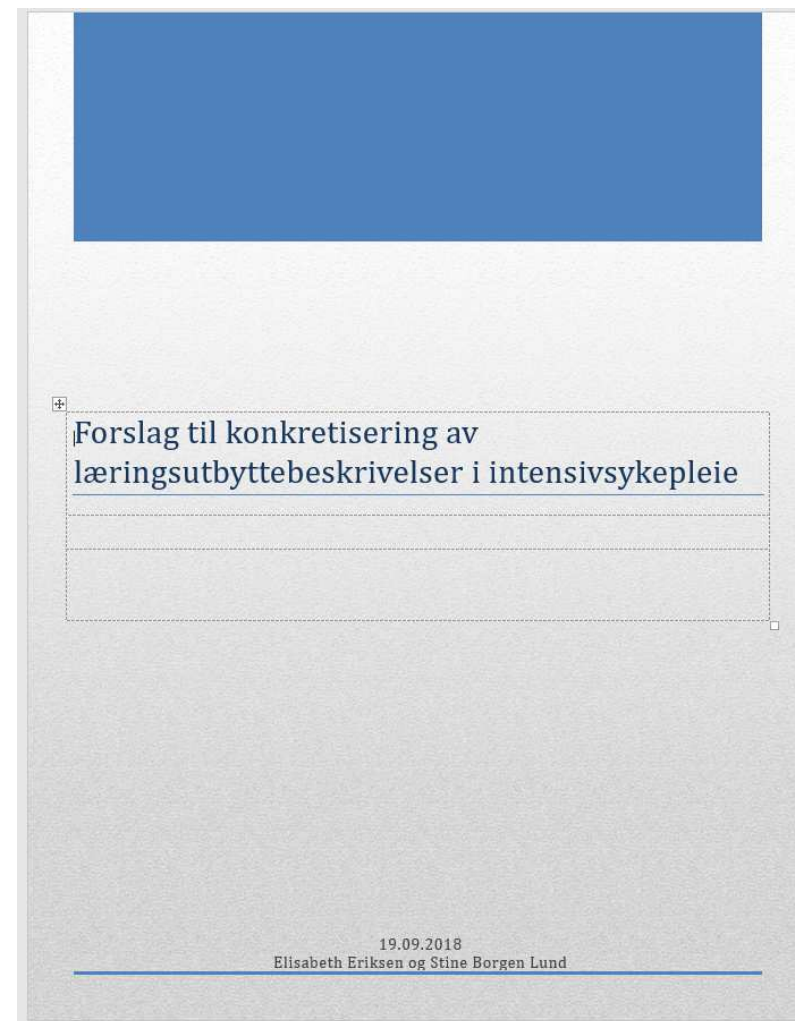 Forslag til konkretisering av
læringsutbyttebeskrivelser i intensivsykepleie
19.09.2018
Elisabeth Eriksen og Stine Borgen Lund